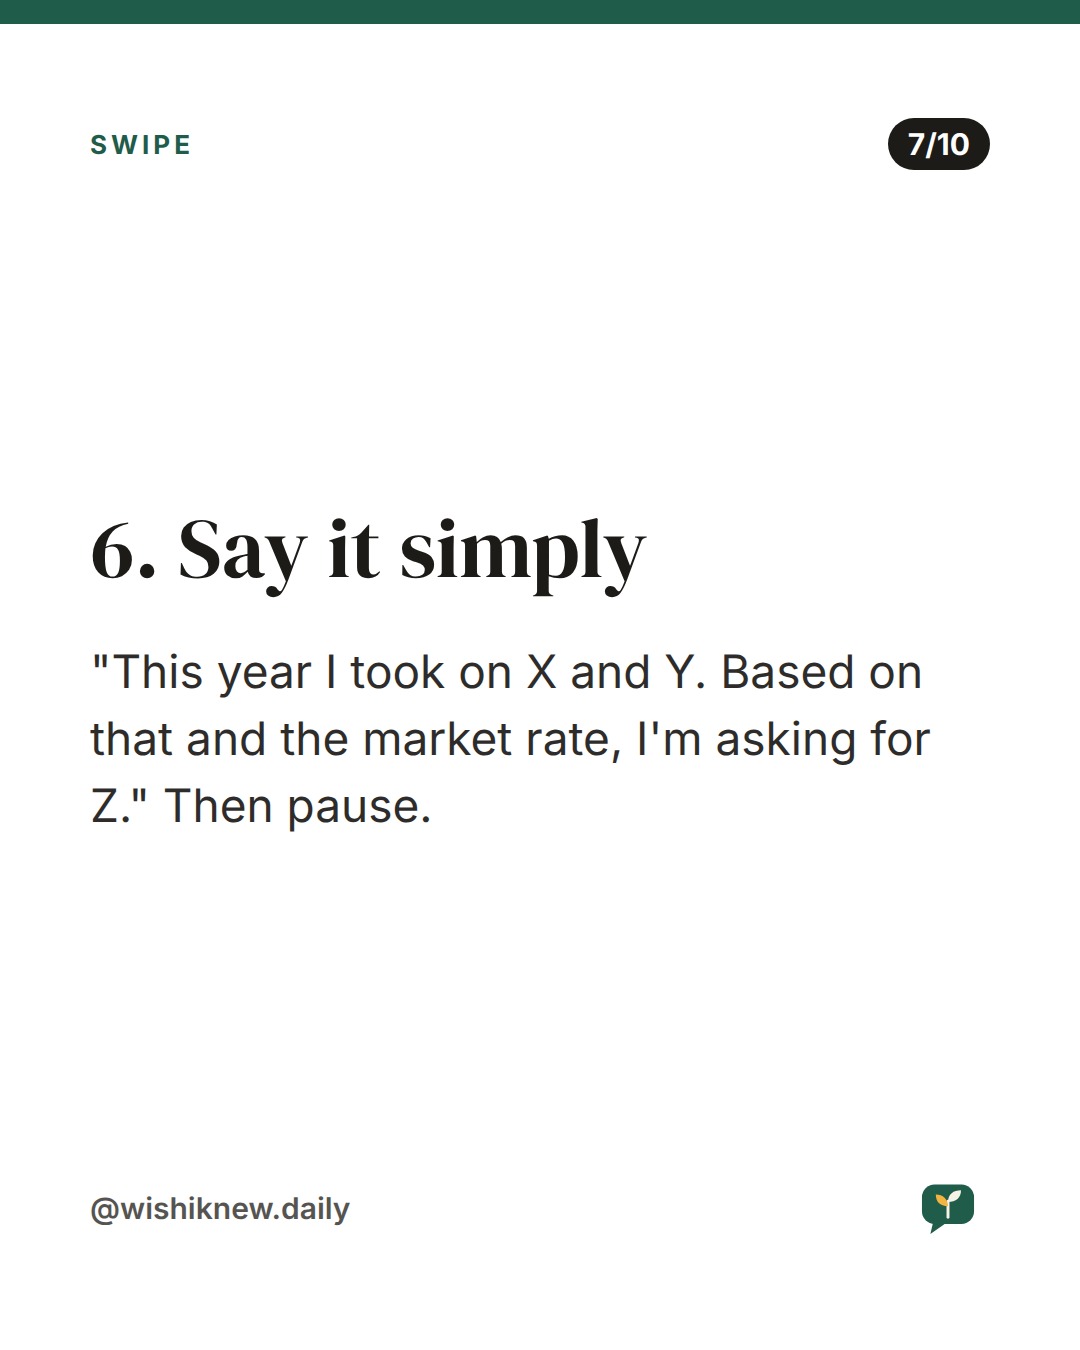 SWIPE
7/10
6. Say it simply
"This year I took on X and Y. Based on
that and the market rate, I'm asking for
Z." Then pause.
@wishiknew.daily